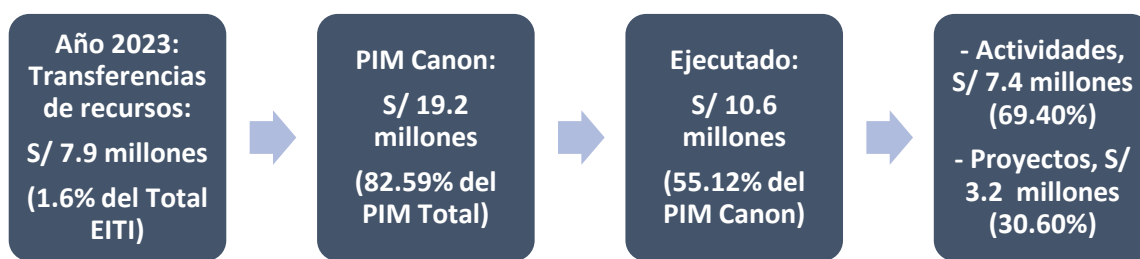 Año 2023:
Transferencias
de recursos:
S/ 7.9 millones
(1.6% del Total
EITI)
PIM Canon:
S/ 19.2
millones
(82.59% del
PIM Total)
Ejecutado:
S/ 10.6
millones
(55.12% del
PIM Canon)
- Actividades,
S/ 7.4 millones
(69.40%)
- Proyectos, S/
3.2 millones
(30.60%)